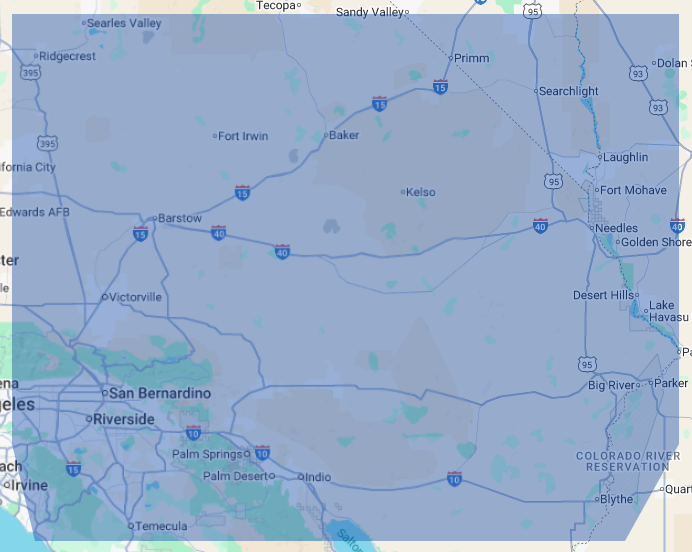 Tecopa
Sandy Valley
95
Searles Valley
Ridgecrest
395
Primm
93
Dolan S
15
15
Searchlight
93
Fort Irwin
Baker
395
Laughlin
ifornia City
95
Fort Mohave
15
Kelso
Edwards AFB
Barstow
15
40
40
40
Needles
40
Golden Shore
ter
le
Victorville
Desert Hills
Lake
Havasu
Pa
95
ena
geles
San Bernardino
Big River
Parker
Riverside
10
Palm Springs
10
COLORADO RIVER
RESERVATION
ach
15
Palm Desert
Indio
10
Irvine
Quart
Blythe
Temecula
Salto